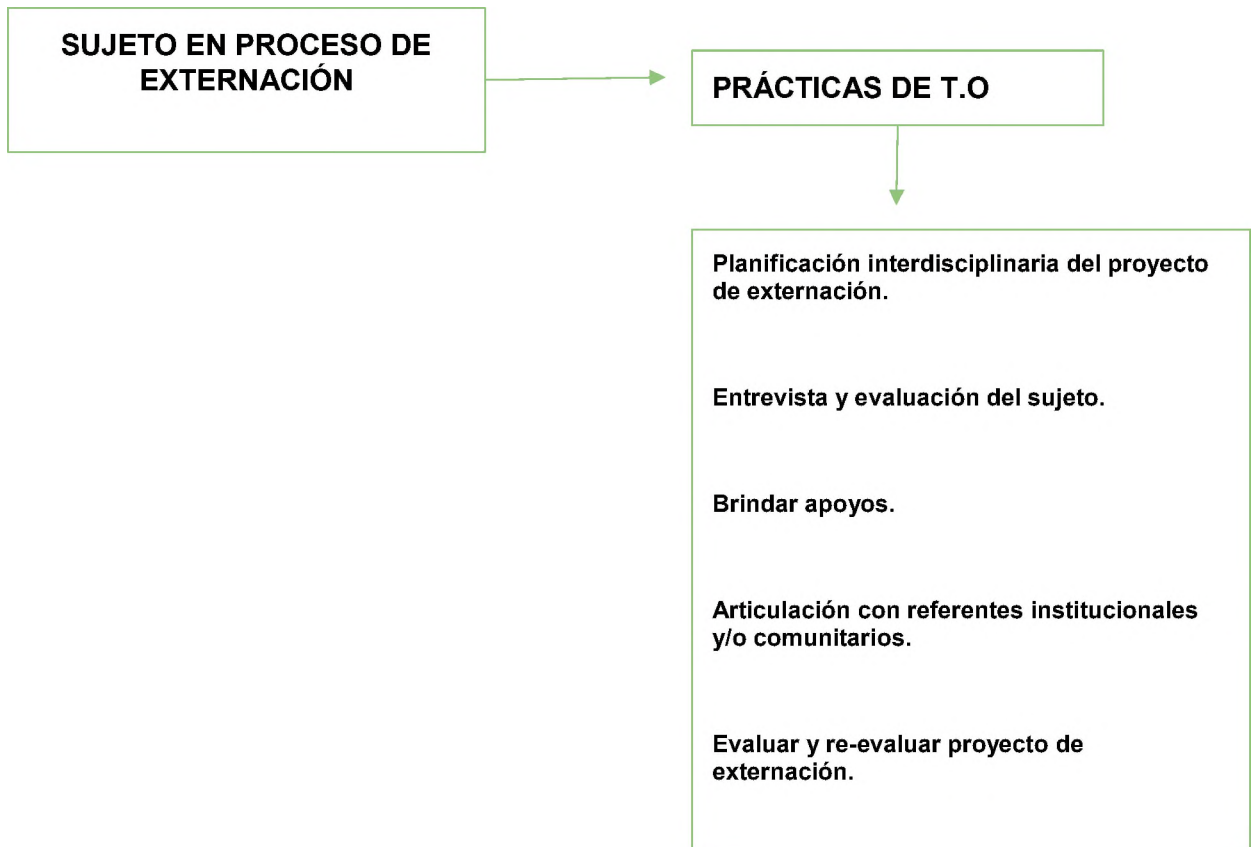 SUJETO EN PROCESO DE
EXTERNACIÓN
PRÁCTICAS DE T.O
Planificación interdisciplinaria del proyecto
de externación.
Entrevista y evaluación del sujeto.
Brindar apoyos.
Articulación con referentes institucionales
y/o comunitarios.
Evaluar y re-evaluar proyecto de
externación.